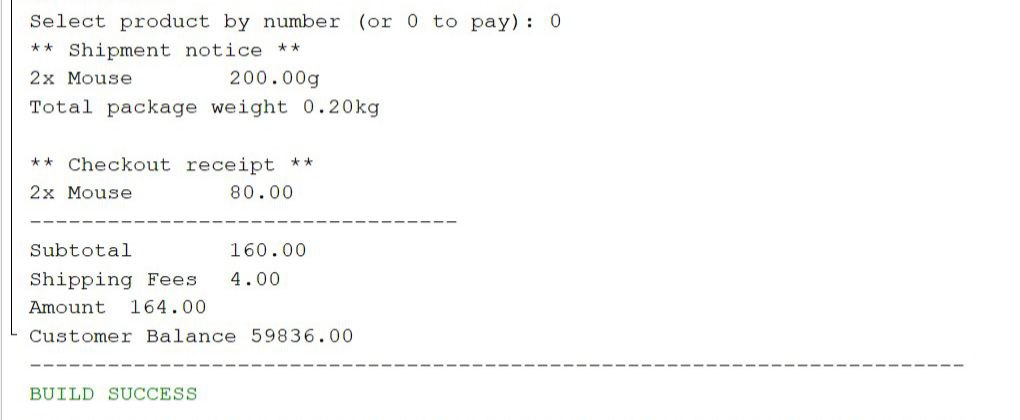 Select product by number (or 0 to pay): 0
** Shipment notice **
2x Mouse        200.00g
Total package weight 0.20kg

** Checkout receipt **
2x Mouse        80.00
---------------------------------
Subtotal        160.00
Shipping Fees   4.00
Amount  164.00
Customer Balance 59836.00
------------------------------------------------------------------------
BUILD SUCCESS